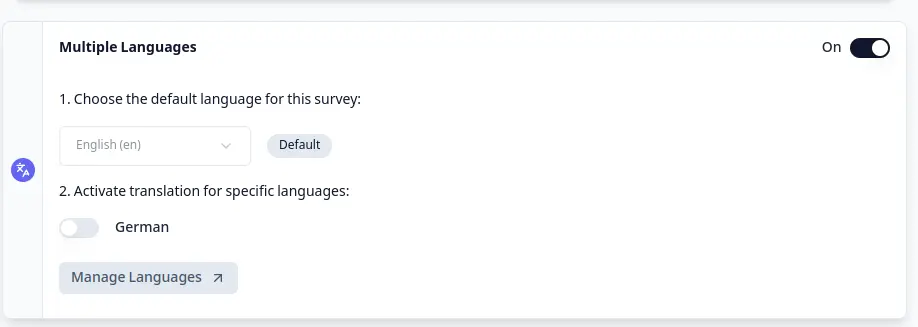 Multiple Languages
On
1. Choose the default language for this survey:
English (en)
Default
2. Activate translation for specific languages:
German
Manage Languages